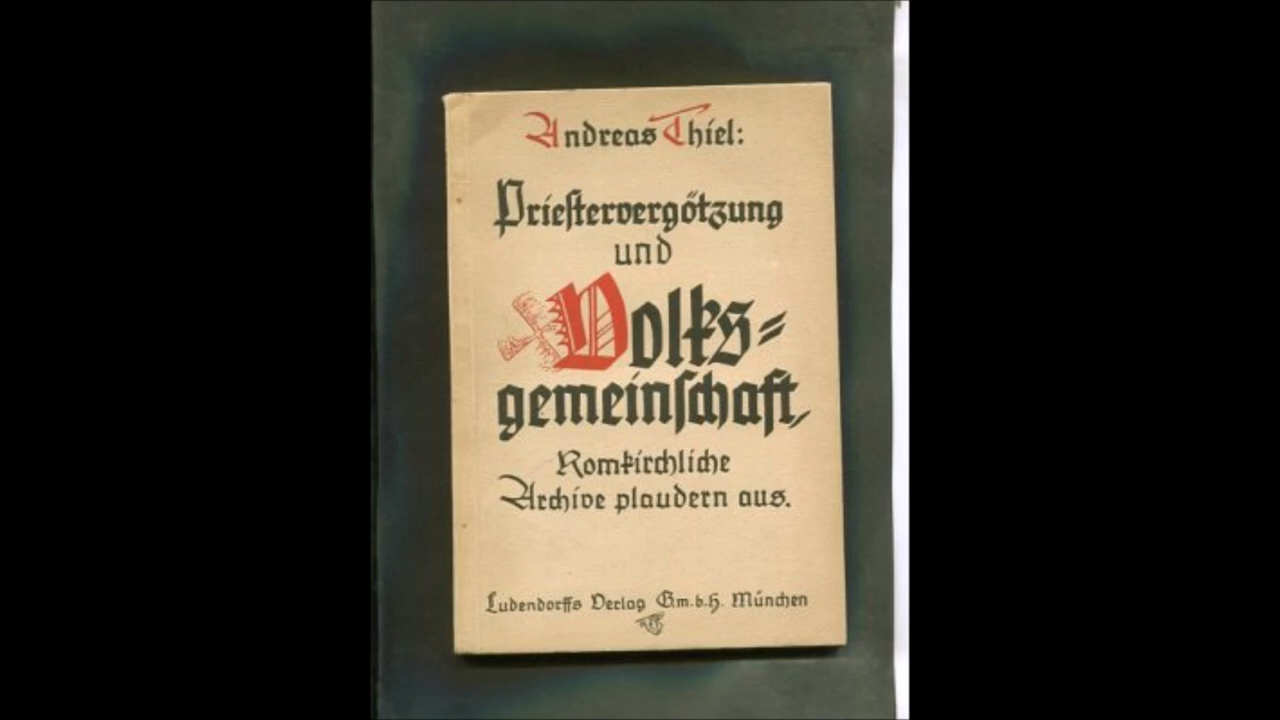 Andreas Thiel:
Priestervergötzung
und
Volks=
gemeinschaft,
Romkirchliche
Archive plaudern aus.
Ludendorffs Verlag G.m.b.H. München